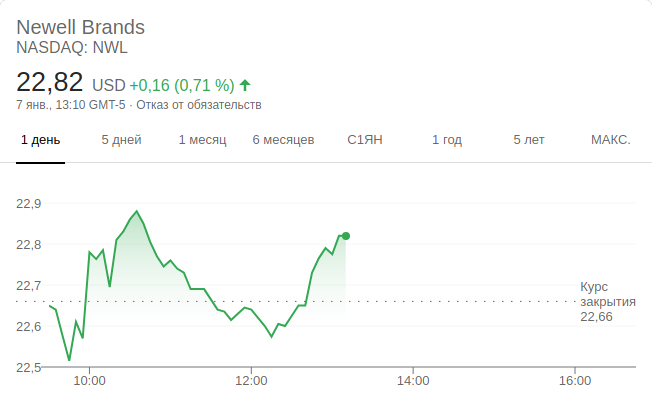 Newell Brands
NASDAQ: NWL
22,82 USD +0,16 (0,71 %)
7 янв., 13:10 GMT-5 · Отказ от обязательств
1 день 5 дней 1 месяц 6 месяцев С1ЯН 1 год 5 лет МАКС.
22,9
22,8
22,7
22,6
22,5
Курс
закрытия
22,66
10:00 12:00 14:00 16:00